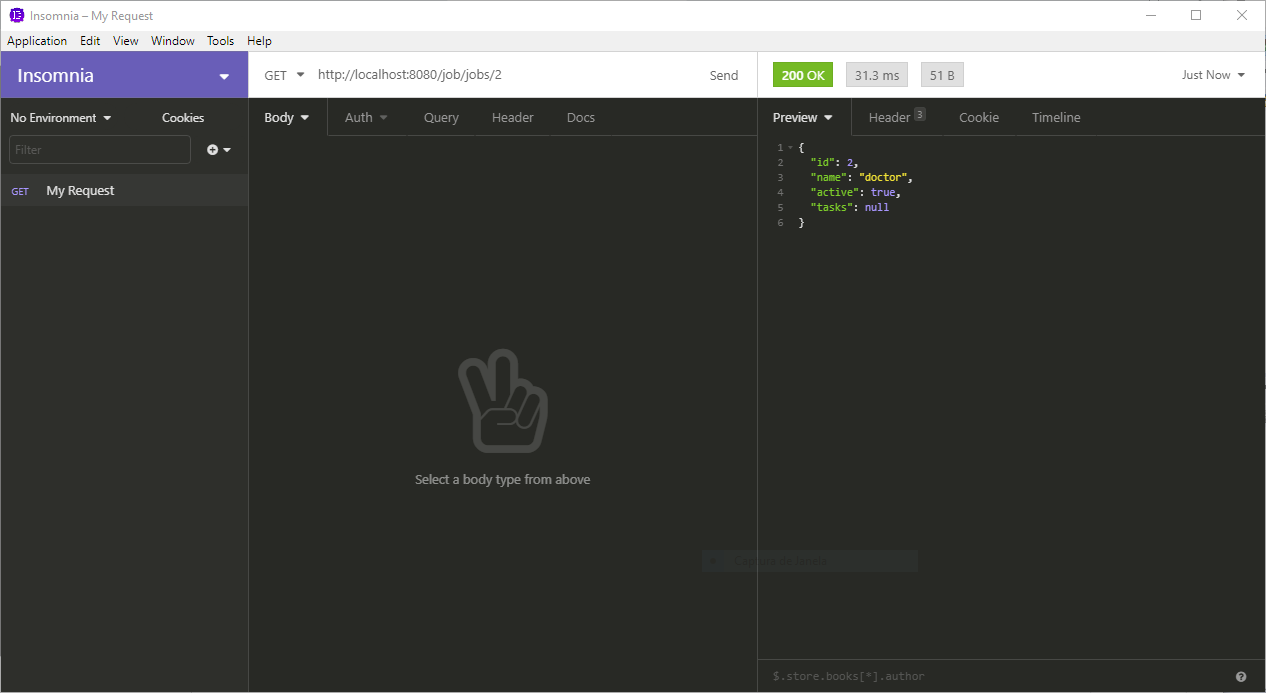 Insomnia – My Request
Application Edit View Window Tools Help
Insomnia
GET http://localhost:8080/job/jobs/2 Send
200 OK 31.3 ms 51 B Just Now
No Environment Cookies
Filter
GET My Request
Body Auth Query Header Docs
Select a body type from above
Preview Header 3 Cookie Timeline
1 {
2 "id": 2,
3 "name": "doctor",
4 "active": true,
5 "tasks": null
6 }
$.store.books[*].author